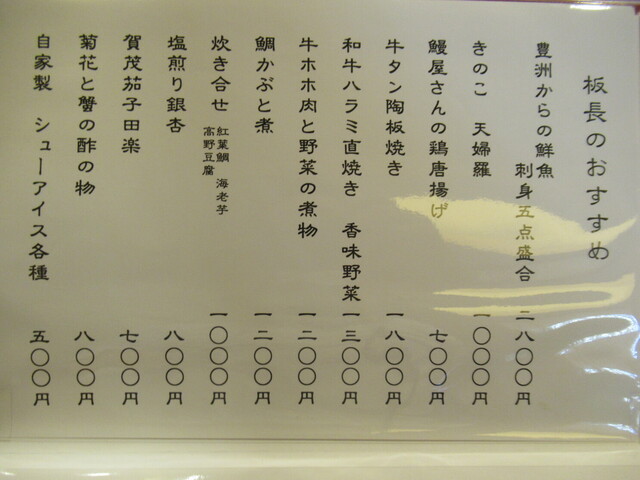 板長のおすすめ
豊洲からの鮮魚
刺身五点盛合 二八〇〇円
きのこ 天婦羅 一〇〇〇円
鰻屋さんの鶏唐揚げ 七〇〇円
牛タン陶板焼き 一八〇〇円
和牛ハラミ直焼き 香味野菜 一三〇〇円
牛ホホ肉と野菜の煮物 一二〇〇円
鯛かぶと煮 一二〇〇円
炊き合せ 紅葉鯛 海老芋
高野豆腐 一〇〇〇円
塩煎り銀杏 八〇〇円
賀茂茄子田楽 七〇〇円
菊花と蟹の酢の物 八〇〇円
自家製 シューアイス各種 五〇〇円